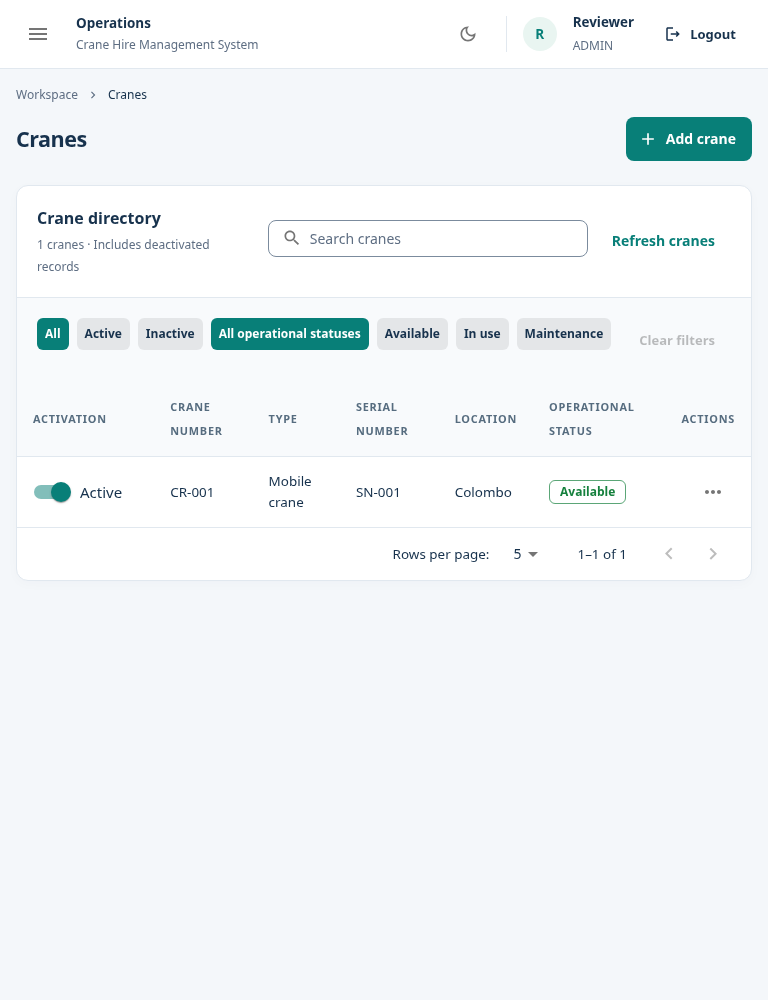 Operations
Crane Hire Management System
R
Reviewer
ADMIN
Logout
Workspace
Cranes
Cranes
Add crane
Crane directory
1 cranes · Includes deactivated
records
Search cranes
Refresh cranes
All
Active
Inactive
All operational statuses
Available
In use
Maintenance
Clear filters
ACTIVATION
CRANE
NUMBER
TYPE
SERIAL
NUMBER
LOCATION
OPERATIONAL
STATUS
ACTIONS
Active
CR-001
Mobile
crane
SN-001
Colombo
Available
Rows per page:
5
1–1 of 1